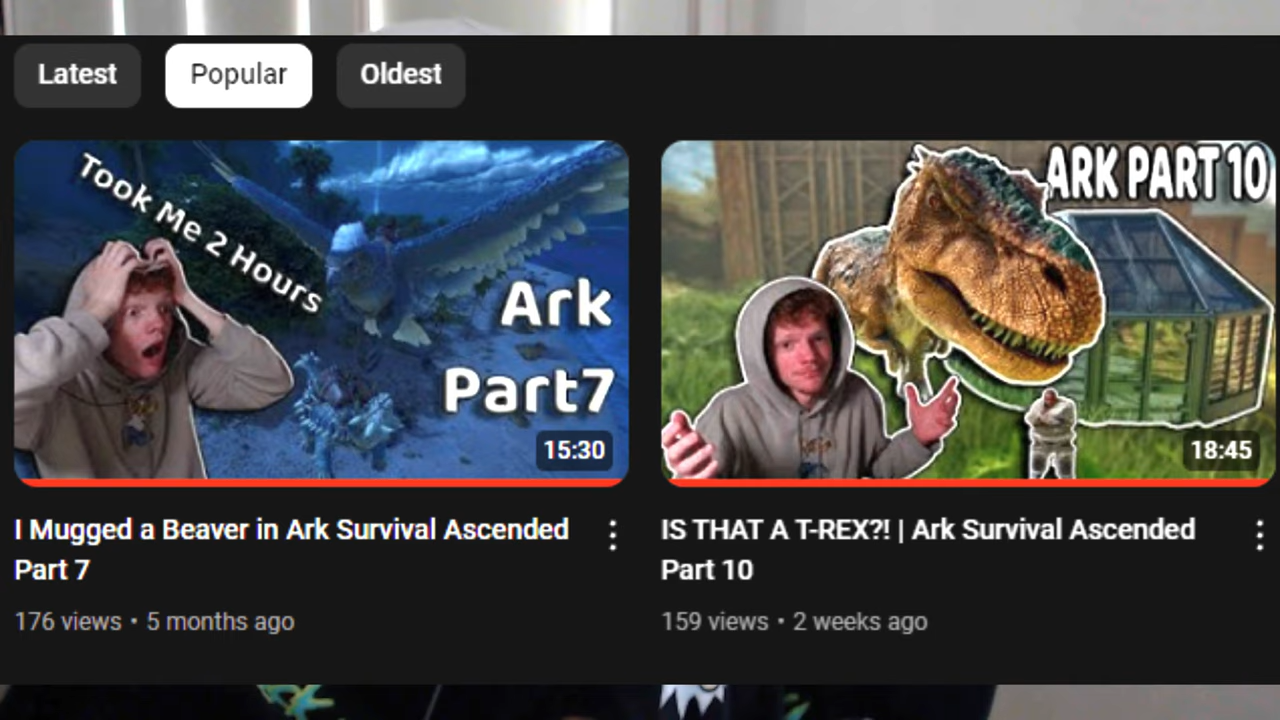 Latest
Popular
Oldest
Took Me 2 Hours
Ark
Part7
15:30
ARK PART 10
18:45
I Mugged a Beaver in Ark Survival Ascended
Part 7
176 views • 5 months ago
IS THAT A T-REX?! | Ark Survival Ascended
Part 10
159 views • 2 weeks ago